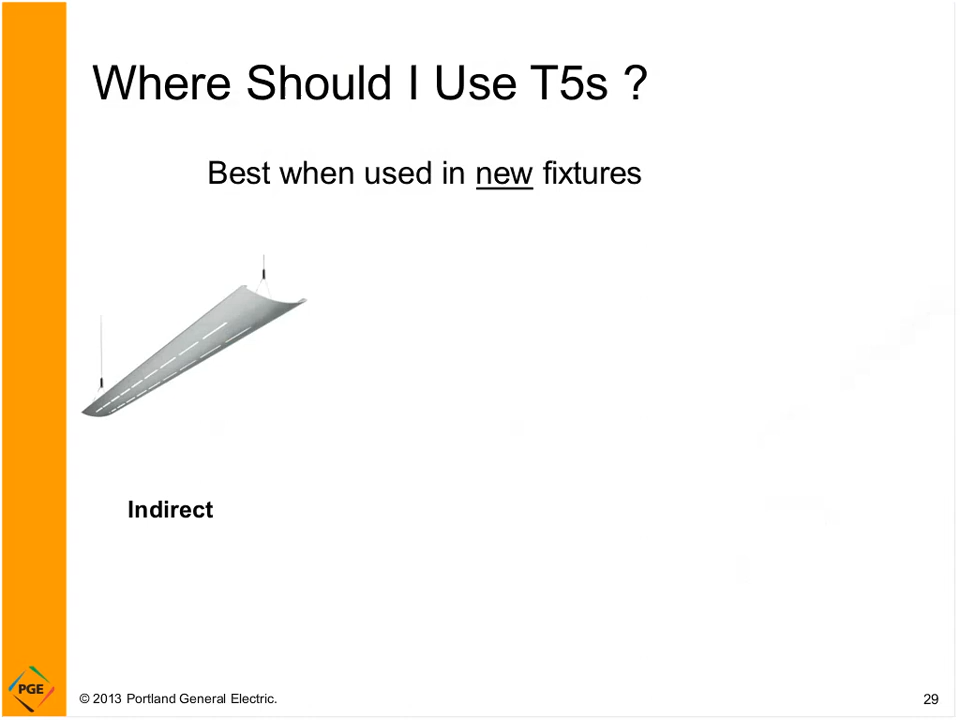 Where Should I Use T5s ?
Best when used in new fixtures
Indirect
PGE
© 2013 Portland General Electric.
29